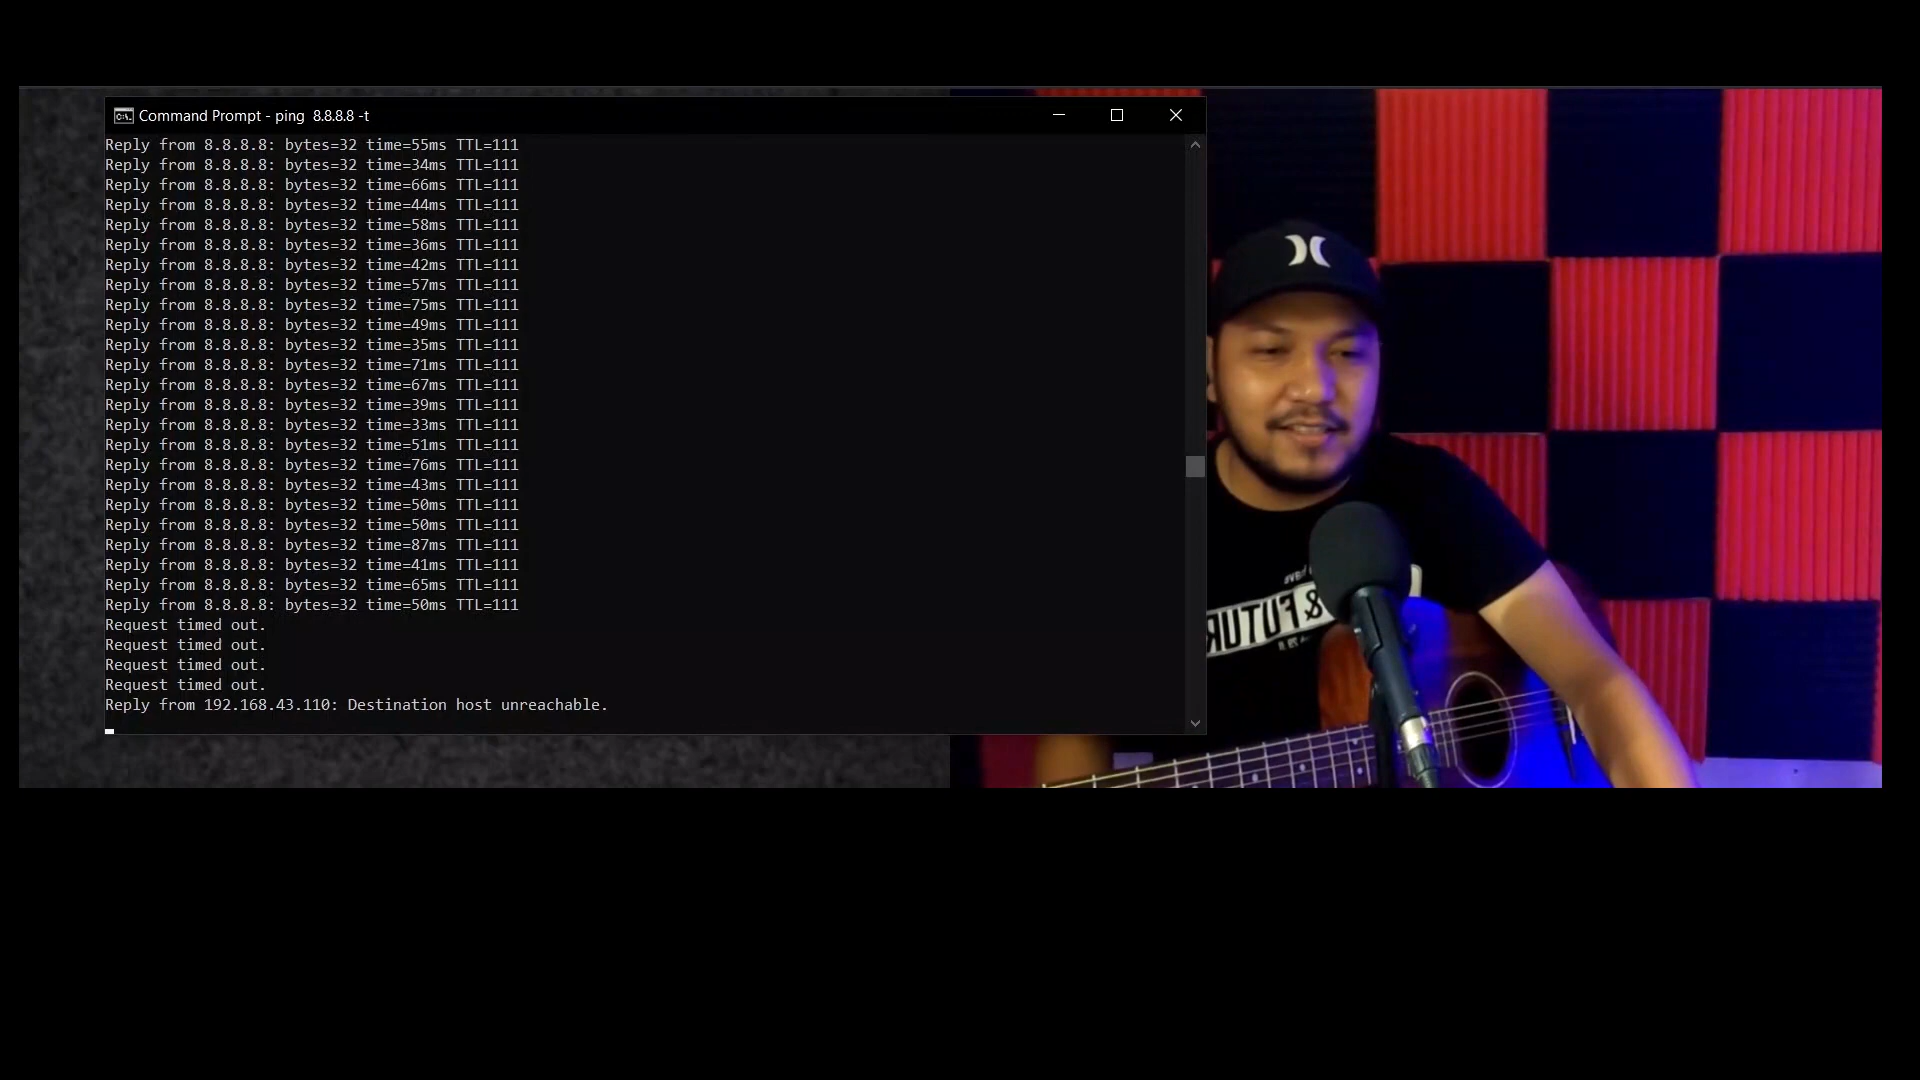 Command Prompt - ping  8.8.8.8 -t
Reply from 8.8.8.8: bytes=32 time=55ms TTL=111
Reply from 8.8.8.8: bytes=32 time=34ms TTL=111
Reply from 8.8.8.8: bytes=32 time=66ms TTL=111
Reply from 8.8.8.8: bytes=32 time=44ms TTL=111
Reply from 8.8.8.8: bytes=32 time=58ms TTL=111
Reply from 8.8.8.8: bytes=32 time=36ms TTL=111
Reply from 8.8.8.8: bytes=32 time=42ms TTL=111
Reply from 8.8.8.8: bytes=32 time=57ms TTL=111
Reply from 8.8.8.8: bytes=32 time=75ms TTL=111
Reply from 8.8.8.8: bytes=32 time=49ms TTL=111
Reply from 8.8.8.8: bytes=32 time=35ms TTL=111
Reply from 8.8.8.8: bytes=32 time=71ms TTL=111
Reply from 8.8.8.8: bytes=32 time=67ms TTL=111
Reply from 8.8.8.8: bytes=32 time=39ms TTL=111
Reply from 8.8.8.8: bytes=32 time=33ms TTL=111
Reply from 8.8.8.8: bytes=32 time=51ms TTL=111
Reply from 8.8.8.8: bytes=32 time=76ms TTL=111
Reply from 8.8.8.8: bytes=32 time=43ms TTL=111
Reply from 8.8.8.8: bytes=32 time=50ms TTL=111
Reply from 8.8.8.8: bytes=32 time=50ms TTL=111
Reply from 8.8.8.8: bytes=32 time=87ms TTL=111
Reply from 8.8.8.8: bytes=32 time=41ms TTL=111
Reply from 8.8.8.8: bytes=32 time=65ms TTL=111
Reply from 8.8.8.8: bytes=32 time=50ms TTL=111
Request timed out.
Request timed out.
Request timed out.
Request timed out.
Reply from 192.168.43.110: Destination host unreachable.